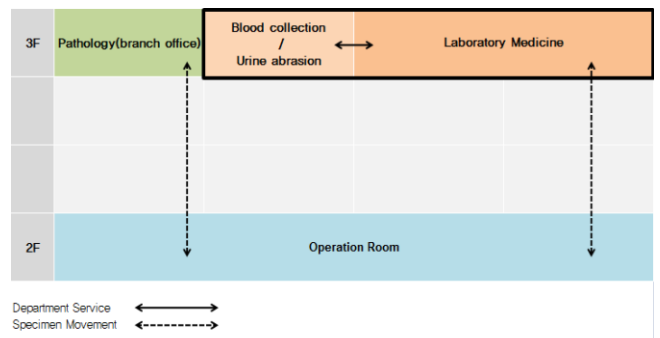 3F
Pathology(branch office)
Blood collection
/
Urine abrasion
Laboratory Medicine
2F
Operation Room
Department Service
Specimen Movement